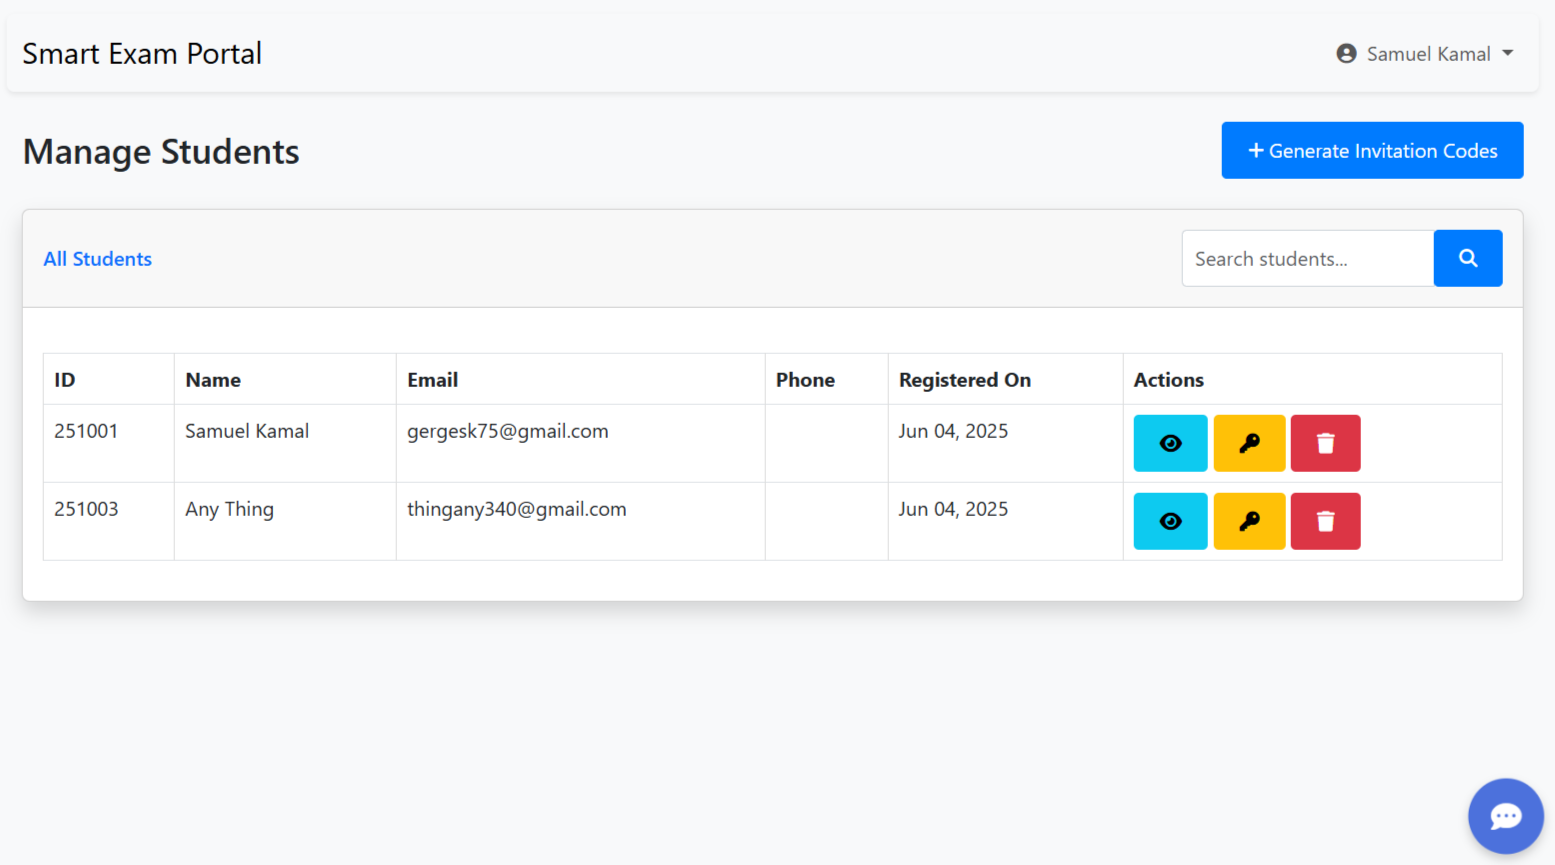 Smart Exam Portal
Samuel Kamal
Manage Students
+ Generate Invitation Codes
All Students
Search students...
ID Name Email Phone Registered On Actions
251001 Samuel Kamal gergesk75@gmail.com Jun 04, 2025
251003 Any Thing thingany340@gmail.com Jun 04, 2025